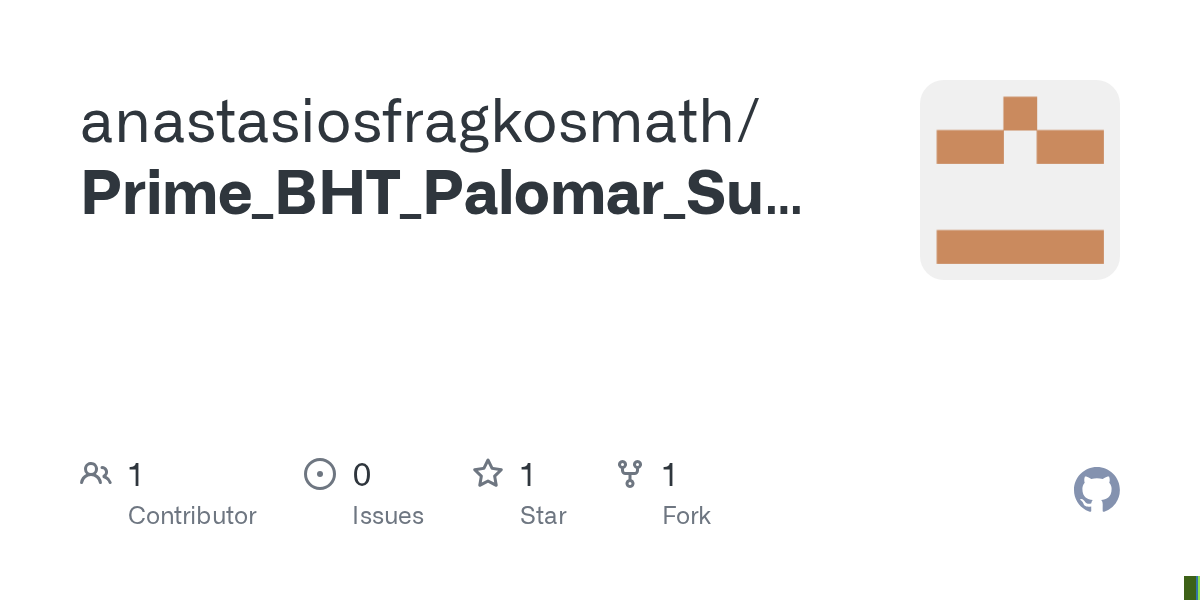 anastasiosfragkosmath/
Prime_BHT_Palomar_Su...
1
Contributor
0
Issues
1
Star
1
Fork